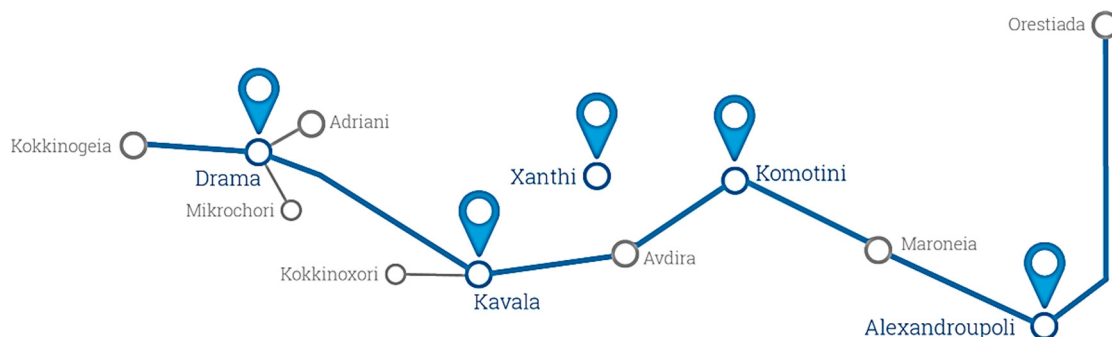 Orestiada
Adriani
Kokkinogeia
Drama
Xanthi
Komotini
Mikrochori
Maroneia
Avdira
Kokkinoxori
Kavala
Alexandroupoli